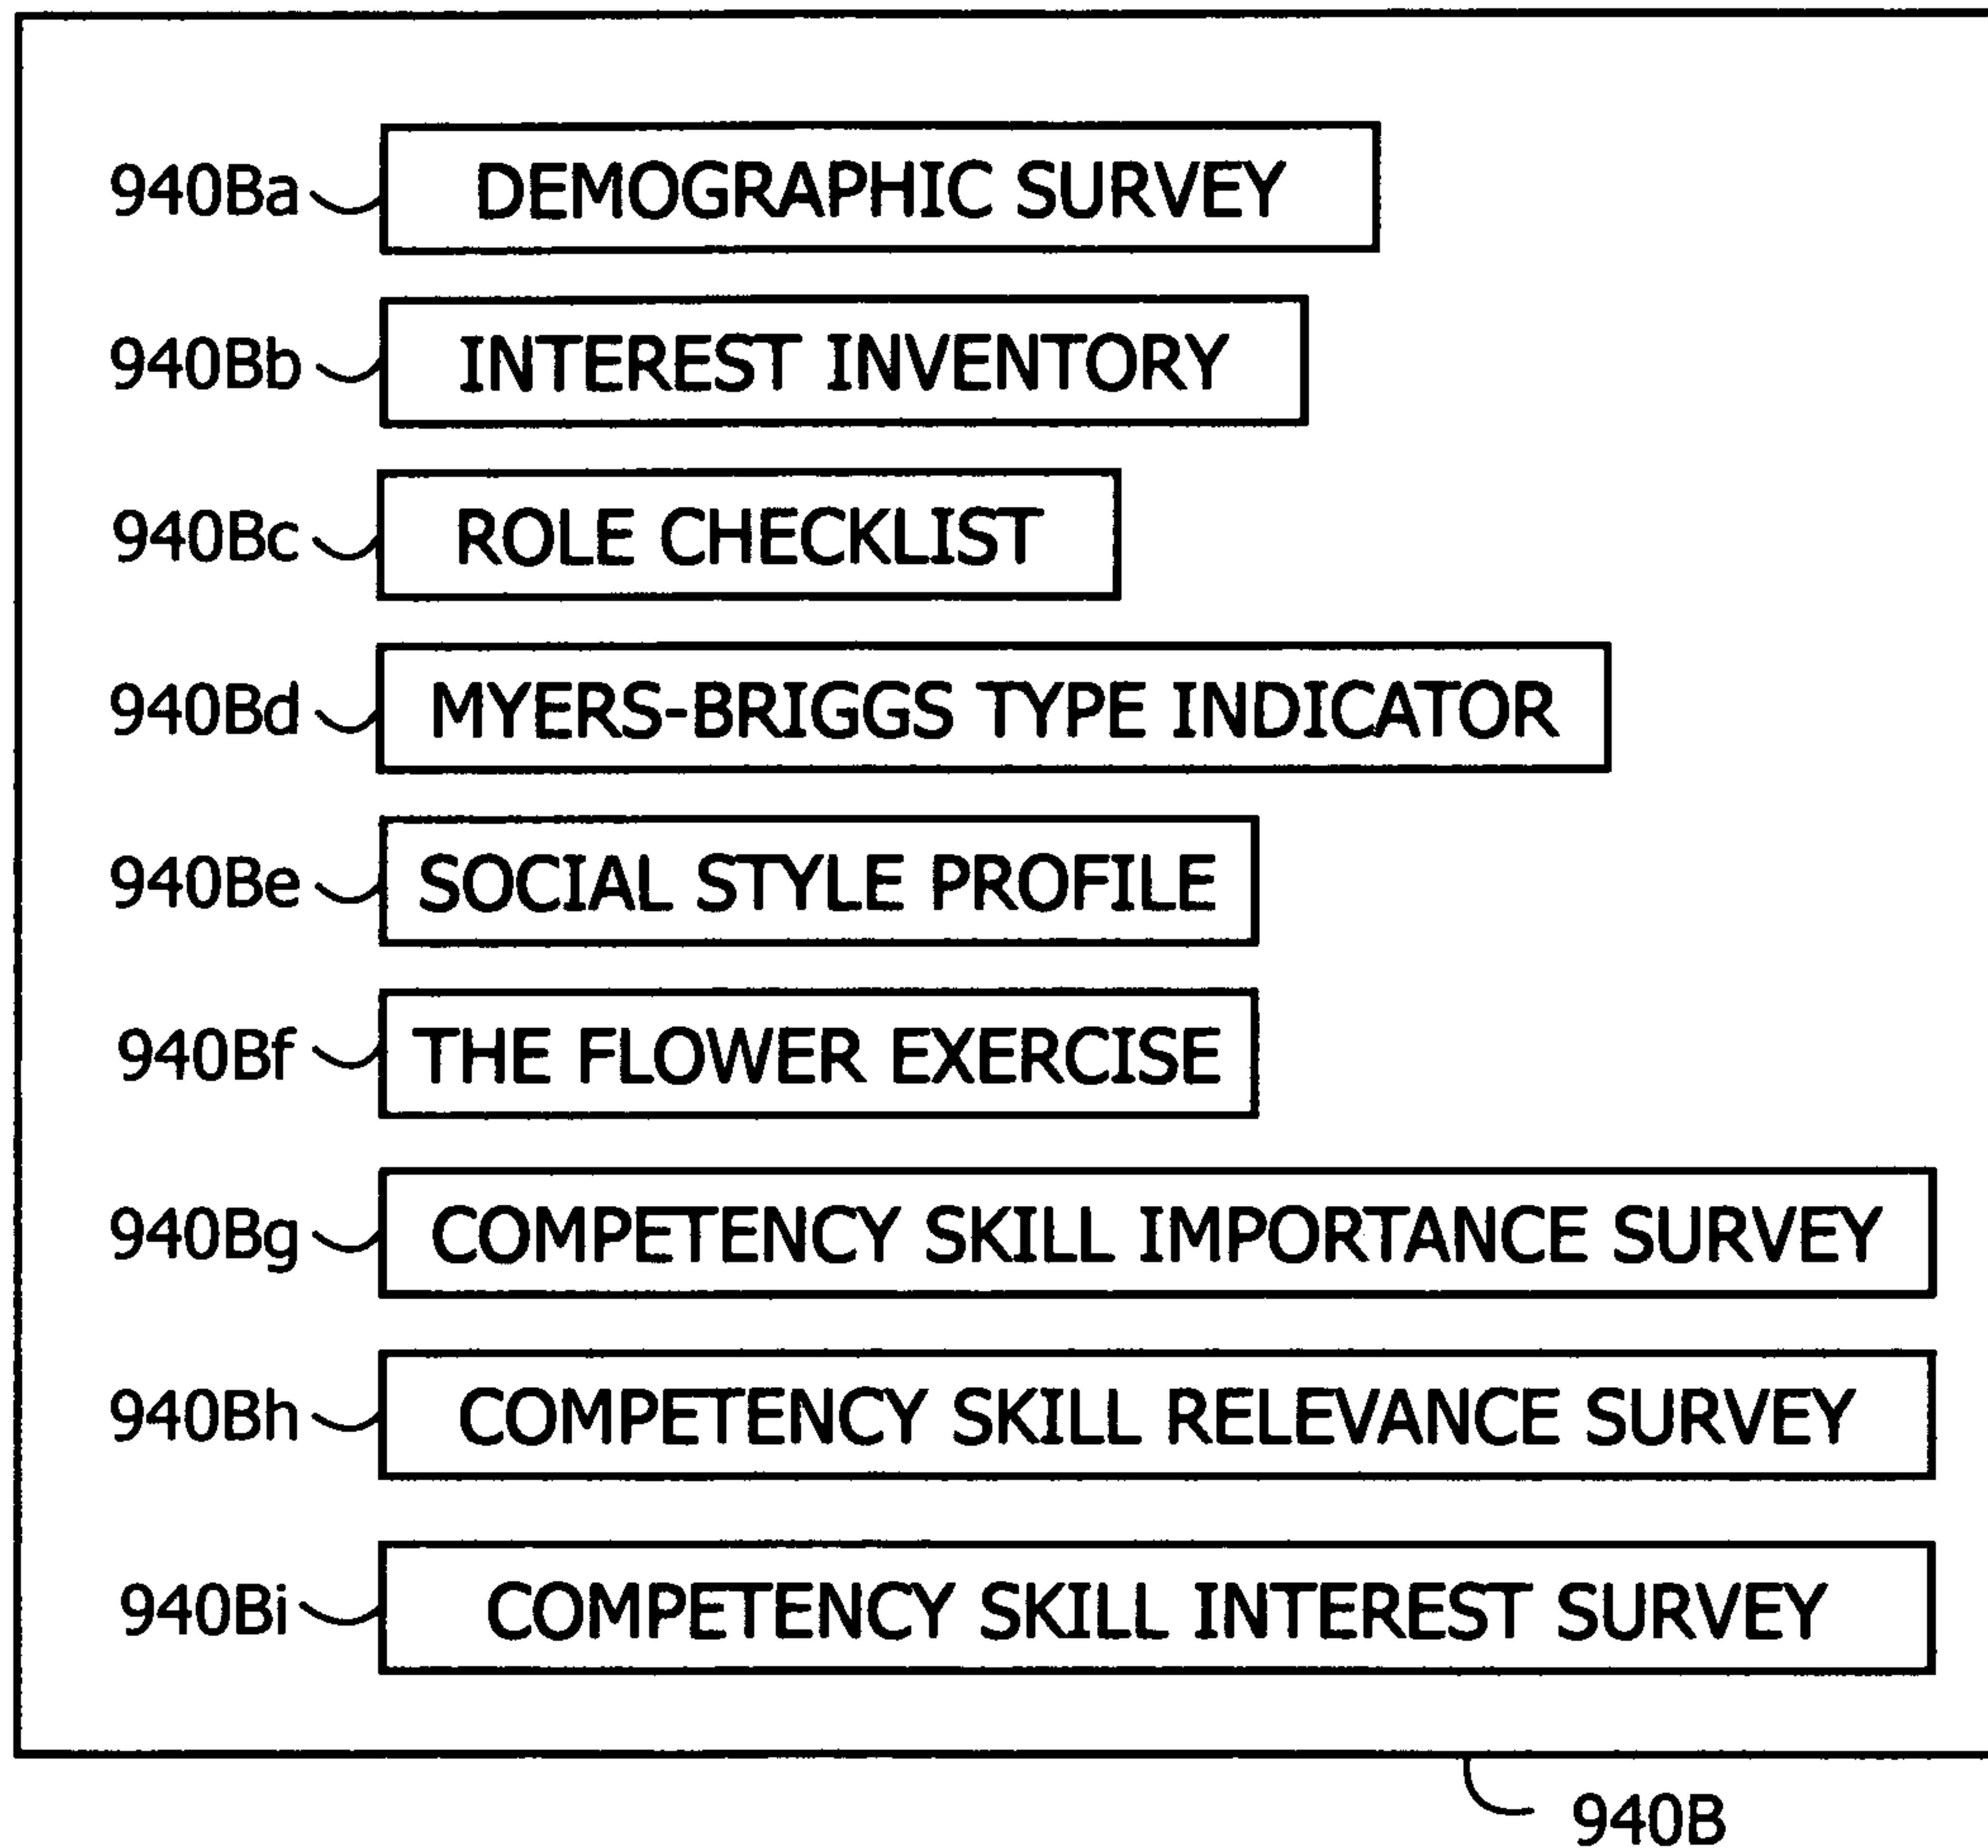 940Ba DEMOGRAPHIC SURVEY
940Bb INTEREST INVENTORY
940Bc ROLE CHECKLIST
940Bd MYERS-BRIGGS TYPE INDICATOR
940Be SOCIAL STYLE PROFILE
940Bf THE FLOWER EXERCISE
940Bg COMPETENCY SKILL IMPORTANCE SURVEY
940Bh COMPETENCY SKILL RELEVANCE SURVEY
940Bi COMPETENCY SKILL INTEREST SURVEY
940B